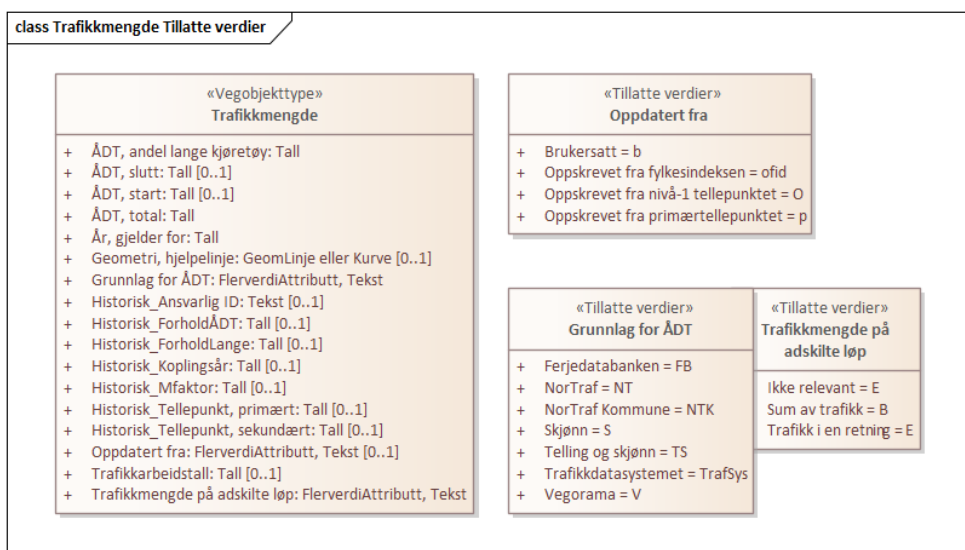 class Trafikkmengde Tillatte verdier
«Vegobjekttype»
Trafikkmengde
+ ÅDT, andel lange kjøretøy: Tall
+ ÅDT, slutt: Tall [0..1]
+ ÅDT, start: Tall [0..1]
+ ÅDT, total: Tall
+ År, gjelder for: Tall
+ Geometri, hjelpelinje: GeomLinje eller Kurve [0..1]
+ Grunnlag for ÅDT: FlerverdiAttributt, Tekst
+ Historisk_Ansvarlig ID: Tekst [0..1]
+ Historisk_ForholdÅDT: Tall [0..1]
+ Historisk_ForholdLange: Tall [0..1]
+ Historisk_Koplingsår: Tall [0..1]
+ Historisk_Mfaktor: Tall [0..1]
+ Historisk_Tellepunkt, primært: Tall [0..1]
+ Historisk_Tellepunkt, sekundært: Tall [0..1]
+ Oppdatert fra: FlerverdiAttributt, Tekst [0..1]
+ Trafikkarbeidstall: Tall [0..1]
+ Trafikkmengde på adskilte løp: FlerverdiAttributt, Tekst
«Tillatte verdier»
Oppdatert fra
+ Brukersatt = b
+ Oppskrevet fra fylkesindeksen = ofid
+ Oppskrevet fra nivå-1 tellepunktet = O
+ Oppskrevet fra primærtellepunktet = p
«Tillatte verdier»
Grunnlag for ÅDT
+ Ferjedatabanken = FB
+ NorTraf = NT
+ NorTraf Kommune = NTK
+ Skjønn = S
+ Telling og skjønn = TS
+ Trafikkdatasystemet = TrafSys
+ Vegorama = V
«Tillatte verdier»
Trafikkmengde på
adskilte løp
Ikke relevant = E
Sum av trafikk = B
Trafikk i en retning = E